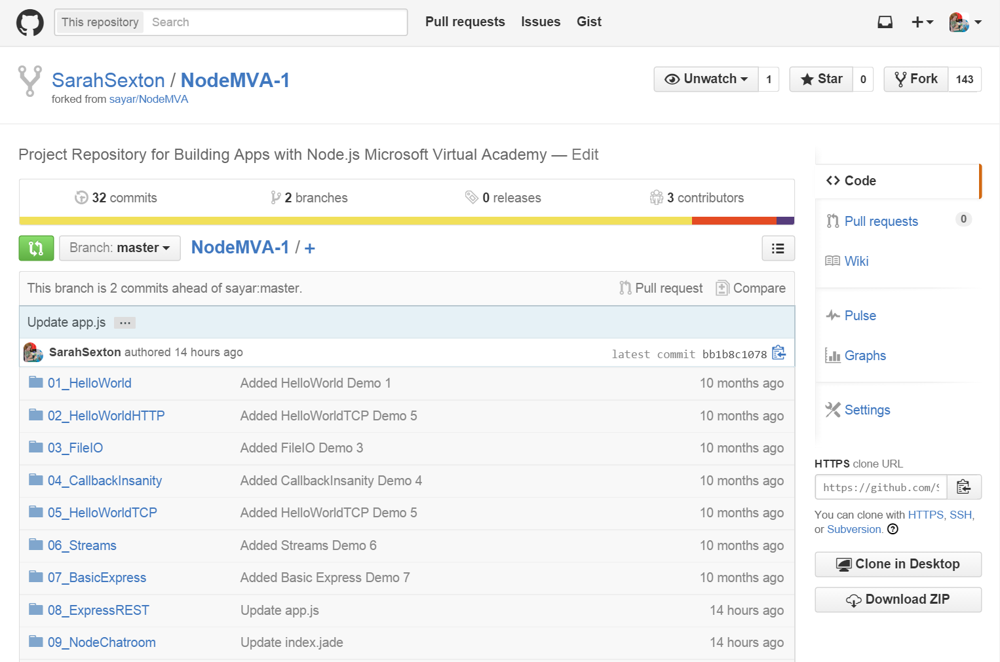 This repository Search Pull requests Issues Gist
SarahSexton / NodeMVA-1 Unwatch 1 Star 0 Fork 143
forked from sayar/NodeMVA
Project Repository for Building Apps with Node.js Microsoft Virtual Academy — Edit
32 commits 2 branches 0 releases 3 contributors
Branch: master NodeMVA-1 / +
This branch is 2 commits ahead of sayar:master. Pull request Compare
Update app.js ...
SarahSexton authored 14 hours ago latest commit bb1b8c1078
01_HelloWorld Added HelloWorld Demo 1 10 months ago
02_HelloWorldHTTP Added HelloWorldTCP Demo 5 10 months ago
03_FileIO Added FileIO Demo 3 10 months ago
04_CallbackInsanity Added CallbackInsanity Demo 4 10 months ago
05_HelloWorldTCP Added HelloWorldTCP Demo 5 10 months ago
06_Streams Added Streams Demo 6 10 months ago
07_BasicExpress Added Basic Express Demo 7 10 months ago
08_ExpressREST Update app.js 14 hours ago
09_NodeChatroom Update index.jade 14 hours ago
Code
Pull requests 0
Wiki
Pulse
Graphs
Settings
HTTPS clone URL
https://github.com/S
You can clone with HTTPS, SSH,
or Subversion.
Clone in Desktop
Download ZIP